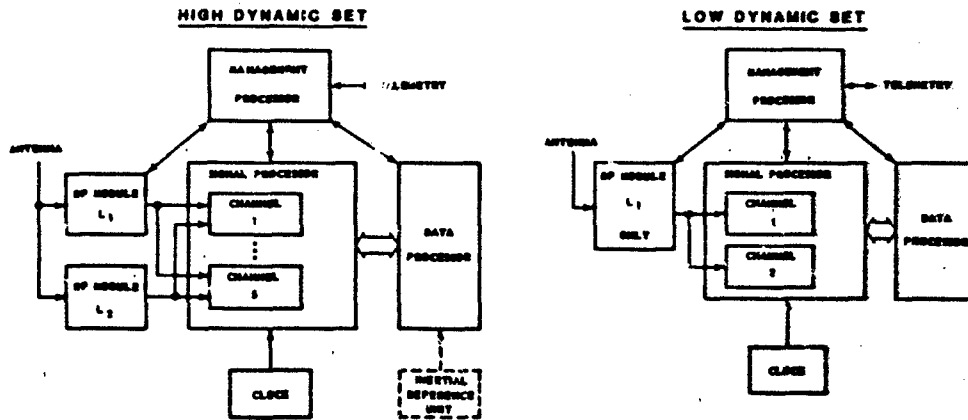 HIGH DYNAMIC SET
MANAGEMENT
PROCESSOR
ANTENNA
RF MODULE
L1
RF MODULE
L2
SIGNAL PROCESSOR
CHANNEL
1
CHANNEL
5
DATA
PROCESSOR
CLOCK
INERTIAL
REFERENCE
UNIT
LOW DYNAMIC SET
MANAGEMENT
PROCESSOR
TELEMETRY
ANTENNA
RF MODULE
L1
ONLY
SIGNAL PROCESSOR
CHANNEL
1
CHANNEL
2
DATA
PROCESSOR
CLOCK